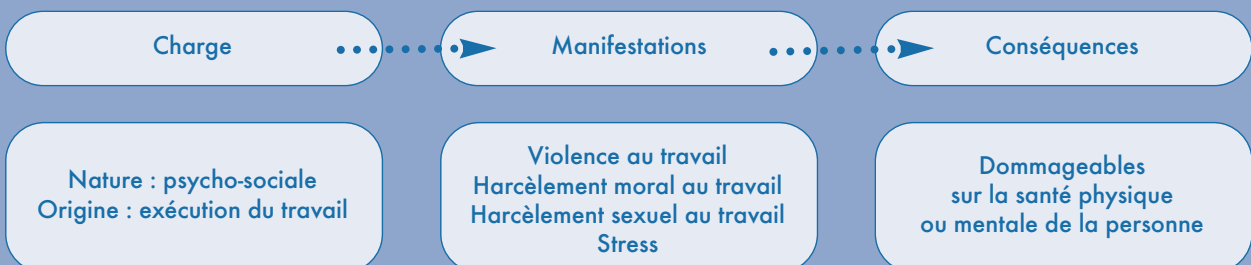 Charge
Manifestations
Conséquences
Nature : psycho-sociale
Origine : exécution du travail
Violence au travail
Harcèlement moral au travail
Harcèlement sexuel au travail
Stress
Dommageables
sur la santé physique
ou mentale de la personne